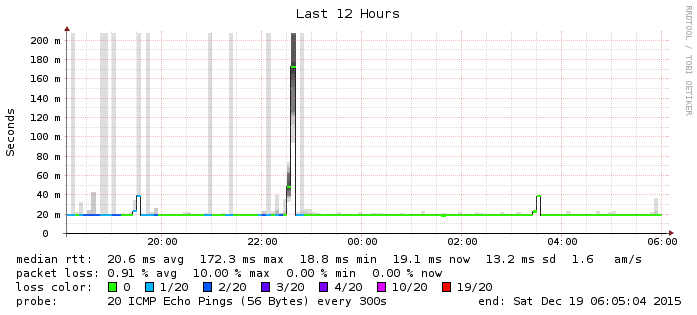 Last 12 Hours
RRDTOOL / TOBI OETIKER
Seconds
200 m
180 m
160 m
140 m
120 m
100 m
80 m
60 m
40 m
20 m
0
20:00 22:00 00:00 02:00 04:00 06:00
median rtt: 20.6 ms avg 172.3 ms max 18.8 ms min 19.1 ms now 13.2 ms sd 1.6 am/s
packet loss: 0.91 % avg 10.00 % max 0.00 % min 0.00 % now
loss color: 0 1/20 2/20 3/20 4/20 10/20 19/20
probe: 20 ICMP Echo Pings (56 Bytes) every 300s end: Sat Dec 19 06:05:04 2015